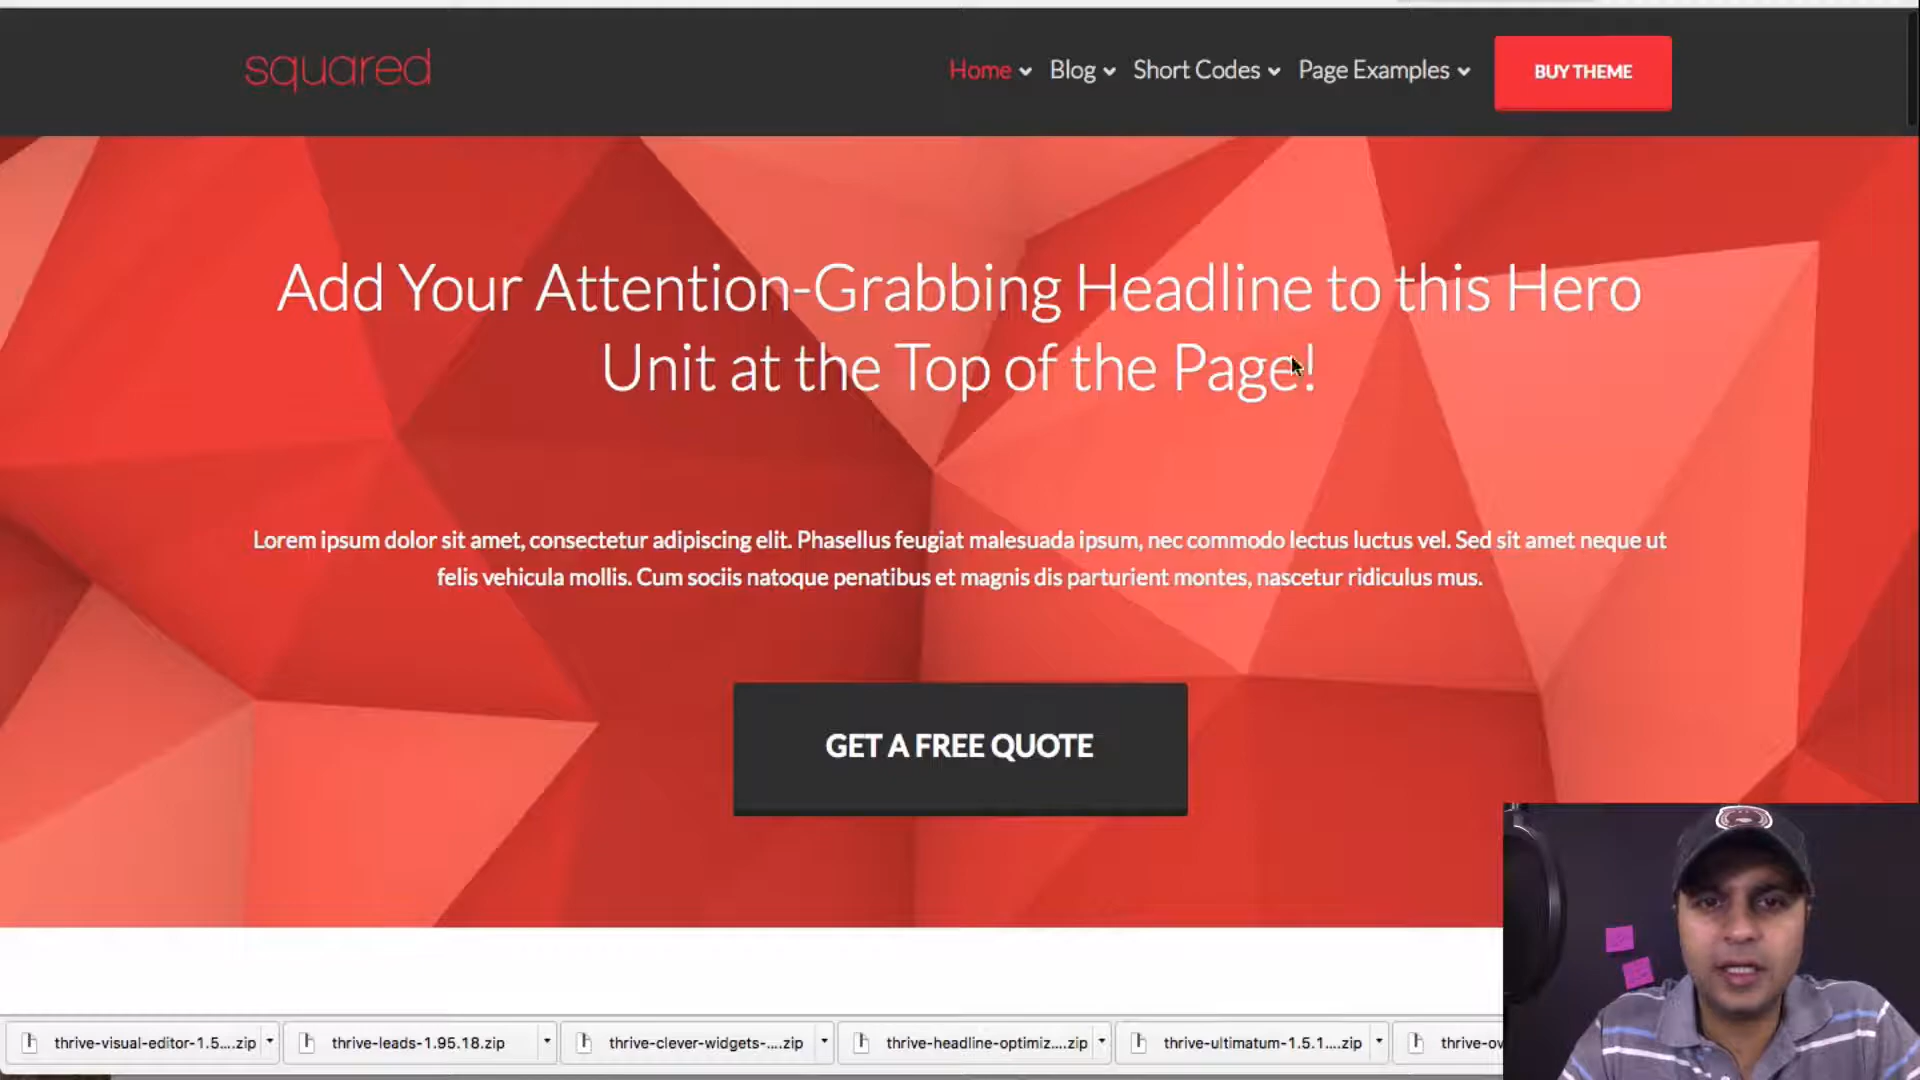 squared
Home Blog Short Codes Page Examples BUY THEME
Add Your Attention-Grabbing Headline to this Hero
Unit at the Top of the Page!
Lorem ipsum dolor sit amet, consectetur adipiscing elit. Phasellus feugiat malesuada ipsum, nec commodo lectus luctus vel. Sed sit amet neque ut
felis vehicula mollis. Cum sociis natoque penatibus et magnis dis parturient montes, nascetur ridiculus mus.
GET A FREE QUOTE
thrive-visual-editor-1.5....zip thrive-leads-1.95.18.zip thrive-clever-widgets-....zip thrive-headline-optimiz....zip thrive-ultimatum-1.5.1....zip thrive-ov